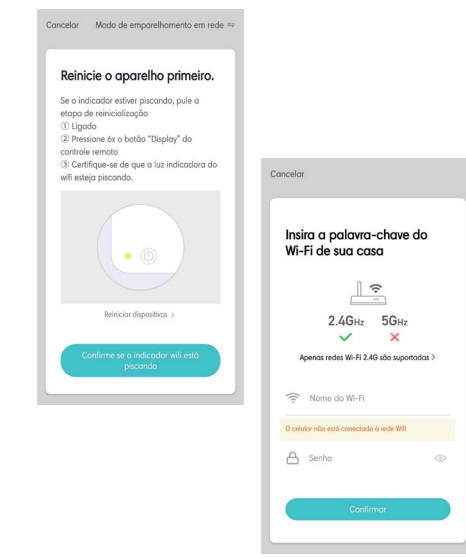 Cancelar Modo de emparelhamento em rede
Reinicie o aparelho primeiro.
Se o indicador estiver piscando, pule a
etapa de reinicialização
① Ligado
② Pressione 6x o botão "Display" do
controle remoto
③ Certifique-se de que a luz indicadora do
wifi esteja piscando.
Reiniciar dispositivos >
Confirme se o indicador wifi está
piscando
Cancelar
Insira a palavra-chave do
Wi-Fi de sua casa
2.4GHz 5GHz
Apenas redes Wi-Fi 2.4G são suportadas >
Nome do Wi-Fi
O celular não está conectado à rede Wifi
Senha
Confirmar